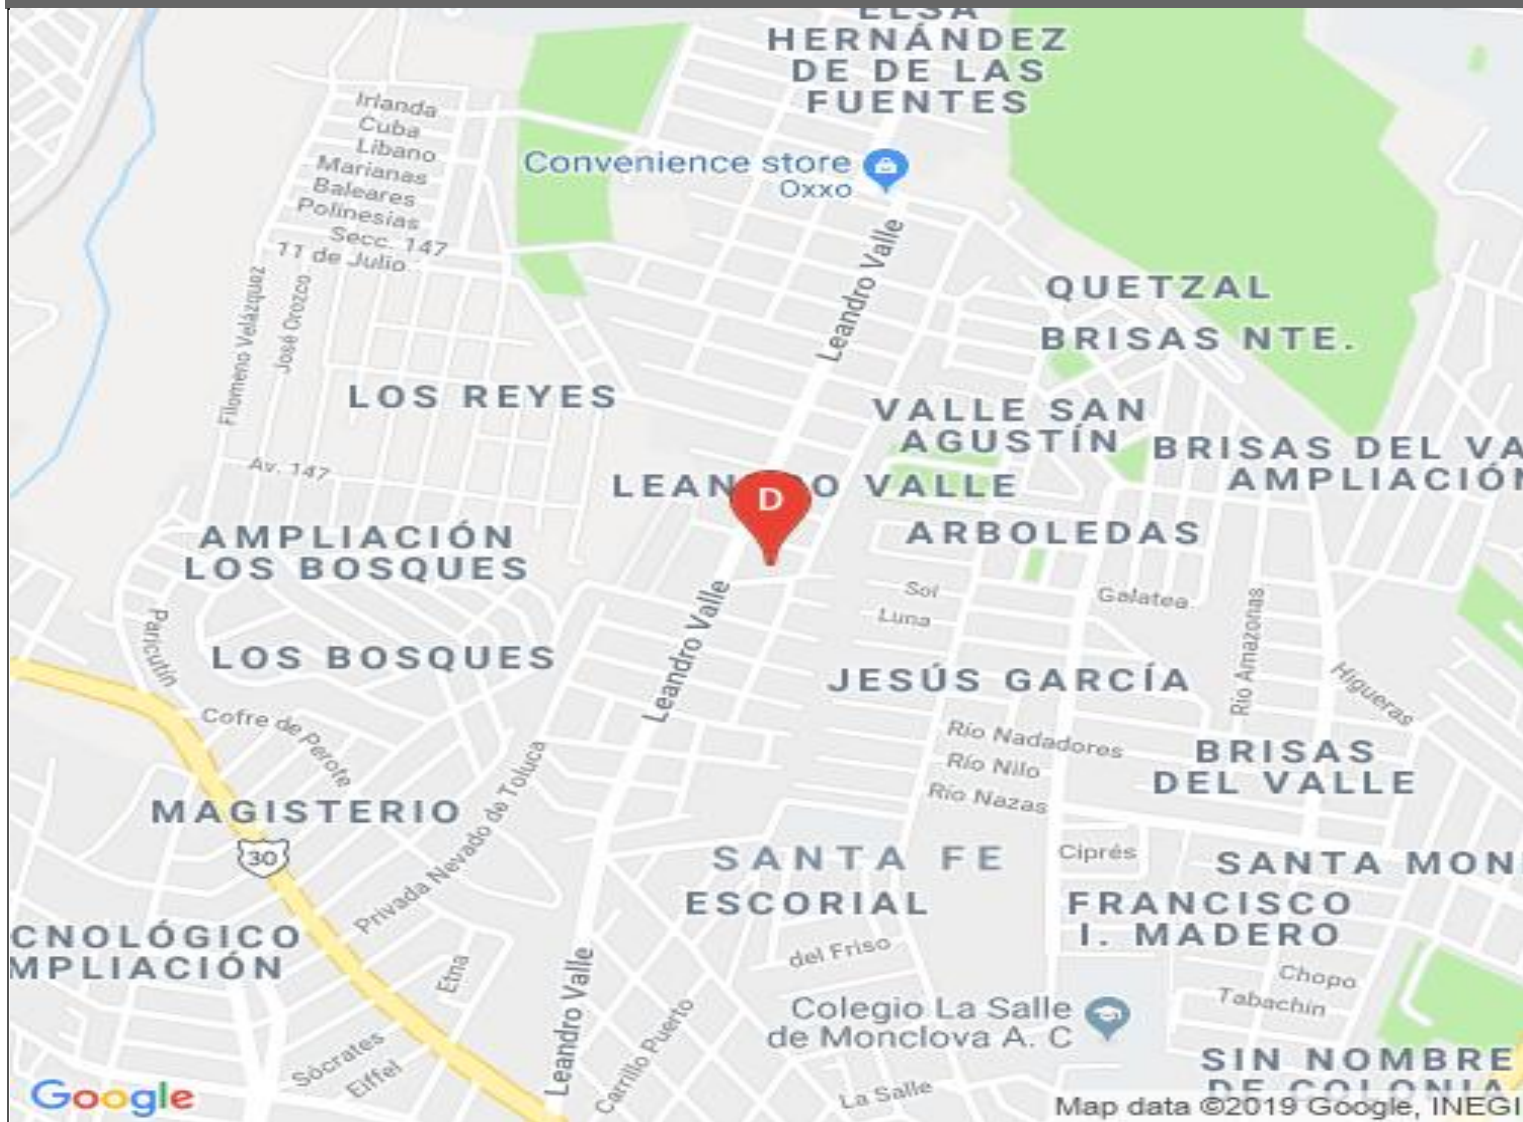 ELSA
HERNÁNDEZ
DE DE LAS
FUENTES
Irlanda
Cuba
Libano
Marianas
Baleares
Polinesias
Secc. 147
11 de Julio
Convenience store
Oxxo
Leandro Valle
Filomeno Velázquez
José Orozco
QUETZAL
BRISAS NTE.
LOS REYES
VALLE SAN
AGUSTÍN
BRISAS DEL VA
AMPLIACIÓN
Av. 147
LEAN O VALLE
D
ARBOLEDAS
AMPLIACIÓN
LOS BOSQUES
Sol
Luna
Galatea
Río Amazonas
Leandro Valle
Paricutín
LOS BOSQUES
JESÚS GARCÍA
Higueras
Cofre de Perote
Río Nadadores
Río Nilo
Río Nazas
BRISAS
DEL VALLE
MAGISTERIO
Privada Nevado de Toluca
30
SANTA FE
Ciprés
SANTA MONI
ESCORIAL
FRANCISCO
I. MADERO
CNOLÓGICO
MPLIACIÓN
Etna
del Friso
Chopo
Tabachin
Leandro Valle
Carrillo Puerto
Colegio La Salle
de Monclova A. C
Sócrates
Eiffel
La Salle
SIN NOMBRE
DE COLONIA
Google
Map data ©2019 Google, INEGI